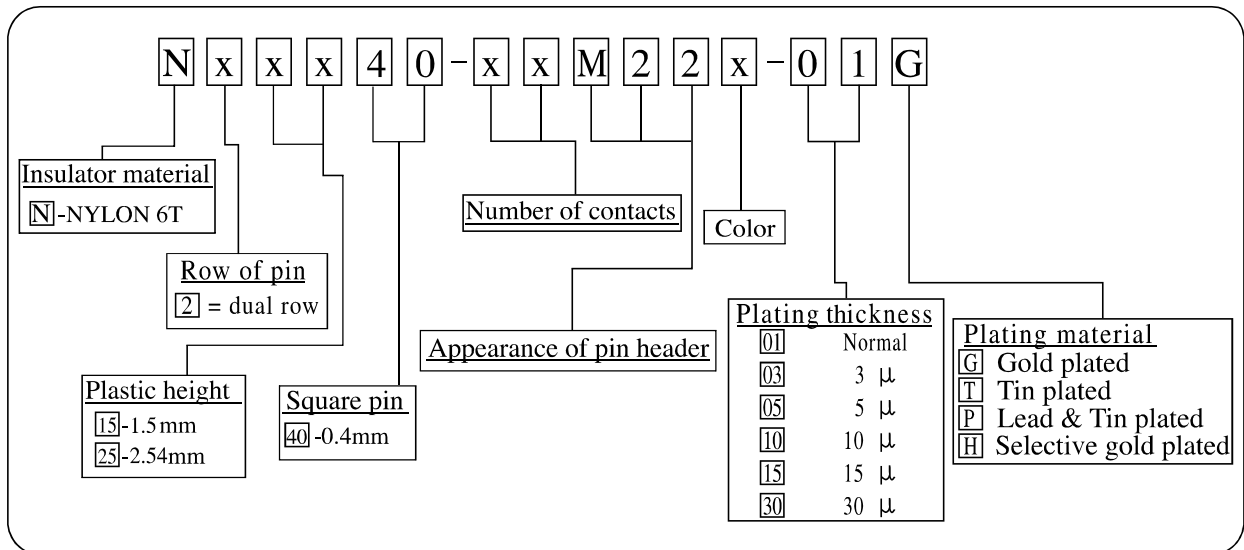 N x x x 4 0 - x x M 2 2 x - 0 1 G
Insulator material
N -NYLON 6T
Row of pin
2 = dual row
Plastic height
15 -1.5mm
25 -2.54mm
Square pin
40 -0.4mm
Number of contacts
Appearance of pin header
Color
Plating thickness
01 Normal
03 3 μ
05 5 μ
10 10 μ
15 15 μ
30 30 μ
Plating material
G Gold plated
T Tin plated
P Lead & Tin plated
H Selective gold plated